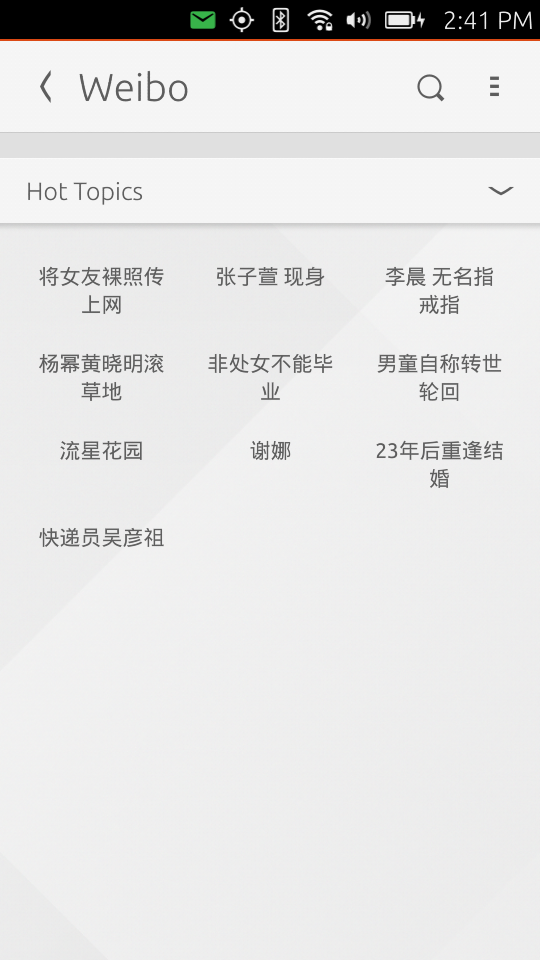 2:41 PM
Weibo
Hot Topics
将女友裸照传
上网
张子萱 现身
李晨 无名指
戒指
杨幂黄晓明滚
草地
非处女不能毕
业
男童自称转世
轮回
流星花园
谢娜
23年后重逢结
婚
快递员吴彦祖